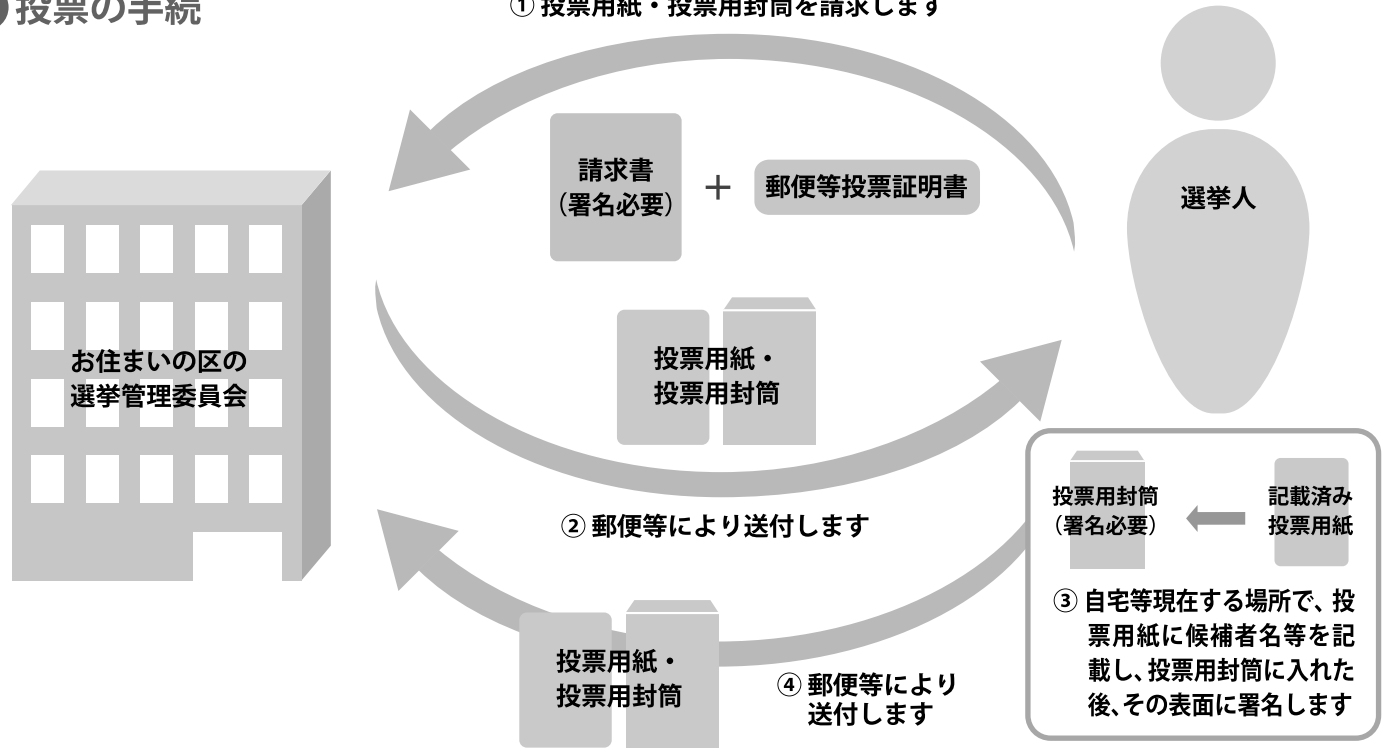 投票の手続
① 投票用紙・投票用封筒を請求します
請求書
（署名必要）
+
郵便等投票証明書
選挙人
お住まいの区の
選挙管理委員会
投票用紙・
投票用封筒
② 郵便等により送付します
投票用封筒
（署名必要）
記載済み
投票用紙
③ 自宅等現在する場所で、投
票用紙に候補者名等を記
載し、投票用封筒に入れた
後、その表面に署名します
投票用紙・
投票用封筒
④ 郵便等により
送付します